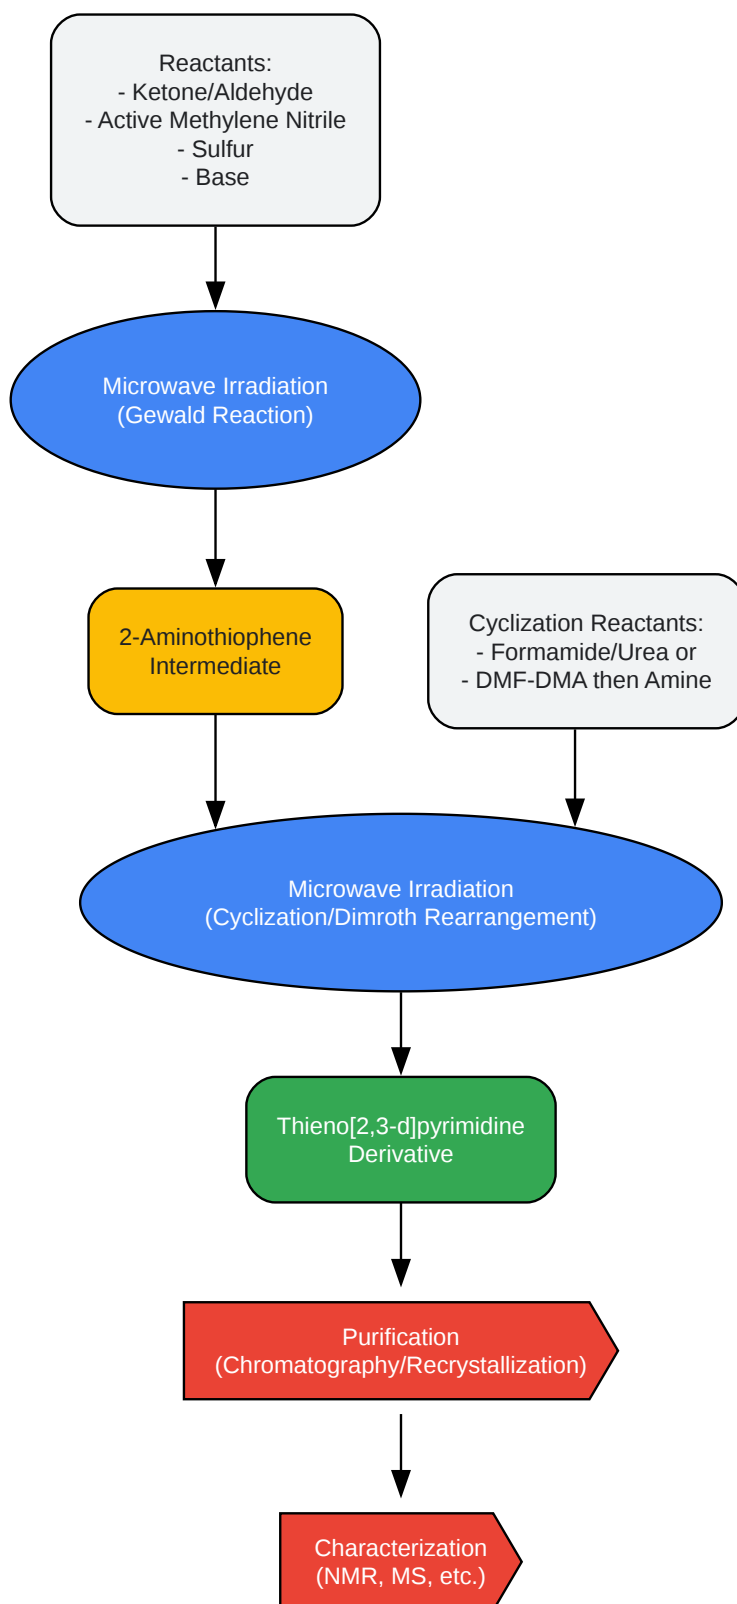 Reactants:
- Ketone/Aldehyde
- Active Methylene Nitrile
- Sulfur
- Base
Microwave Irradiation
(Gewald Reaction)
2-Aminothiophene
Intermediate
Cyclization Reactants:
- Formamide/Urea or
- DMF-DMA then Amine
Microwave Irradiation
(Cyclization/Dimroth Rearrangement)
Thieno[2,3-d]pyrimidine
Derivative
Purification
(Chromatography/Recrystallization)
Characterization
(NMR, MS, etc.)